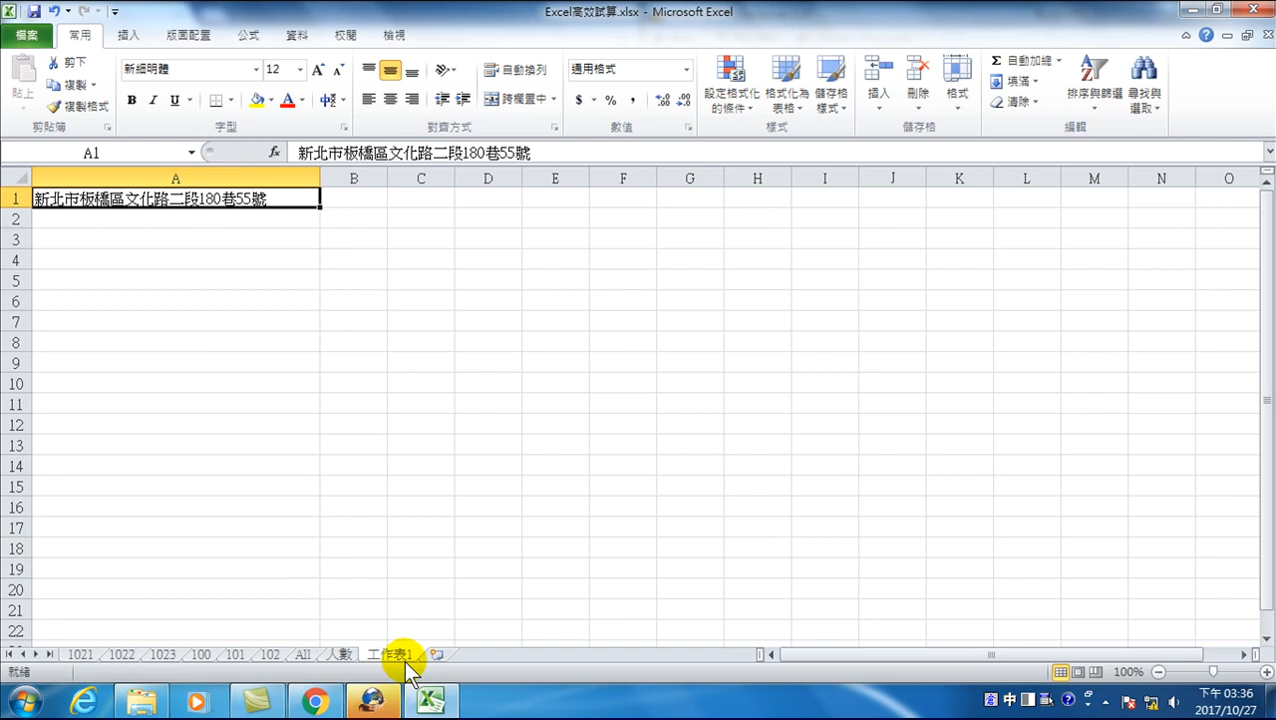 Excel高效試算.xlsx - Microsoft Excel
檔案 常用 插入 版面配置 公式 資料 校閱 檢視
貼上 剪下 複製 複製格式 剪貼簿
新細明體 12 A A B I U A 中 字型
自動換列 跨欄置中 對齊方式
通用格式 $ % , .00 數值
設定格式化的條件 格式化為表格 儲存格樣式 樣式
插入 刪除 格式 儲存格
Σ 自動加總 填滿 清除 排序與篩選 尋找與選取 編輯
A1 fx 新北市板橋區文化路二段180巷55號
A B C D E F G H I J K L M N O
1 新北市板橋區文化路二段180巷55號
2
3
4
5
6
7
8
9
10
11
12
13
14
15
16
17
18
19
20
21
22
1021 1022 1023 100 101 102 All 人數 工作表1
就緒 100%
中 下午 03:36
2017/10/27